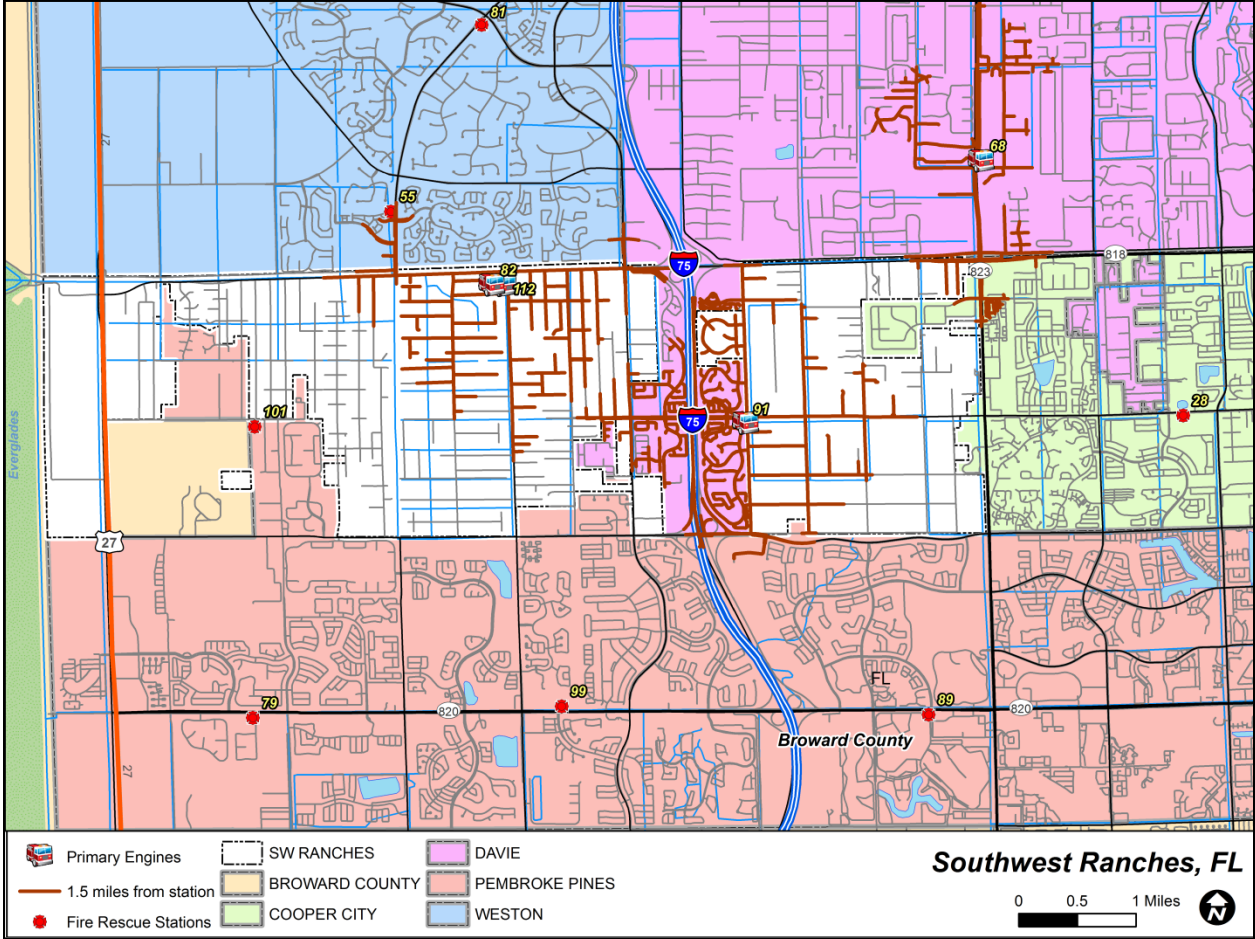 81
27
68
55
75
818
82
823
112
101
91
28
75
Everglades
27
FL
79
99
89
820
820
Broward County
27
Primary Engines
SW RANCHES
DAVIE
Southwest Ranches, FL
1.5 miles from station
BROWARD COUNTY
PEMBROKE PINES
0 0.5 1 Miles
Fire Rescue Stations
COOPER CITY
WESTON
N